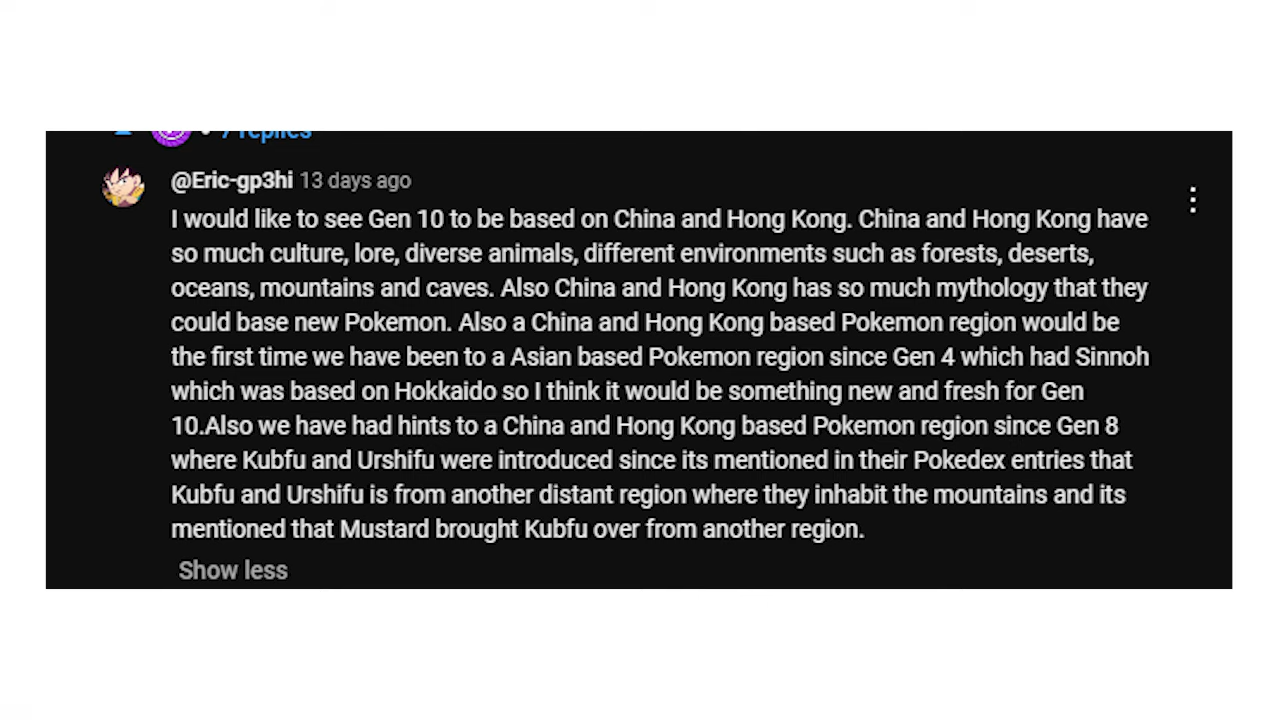 7 replies
@Eric-gp3hi 13 days ago
I would like to see Gen 10 to be based on China and Hong Kong. China and Hong Kong have
so much culture, lore, diverse animals, different environments such as forests, deserts,
oceans, mountains and caves. Also China and Hong Kong has so much mythology that they
could base new Pokemon. Also a China and Hong Kong based Pokemon region would be
the first time we have been to a Asian based Pokemon region since Gen 4 which had Sinnoh
which was based on Hokkaido so I think it would be something new and fresh for Gen
10.Also we have had hints to a China and Hong Kong based Pokemon region since Gen 8
where Kubfu and Urshifu were introduced since its mentioned in their Pokedex entries that
Kubfu and Urshifu is from another distant region where they inhabit the mountains and its
mentioned that Mustard brought Kubfu over from another region.
Show less